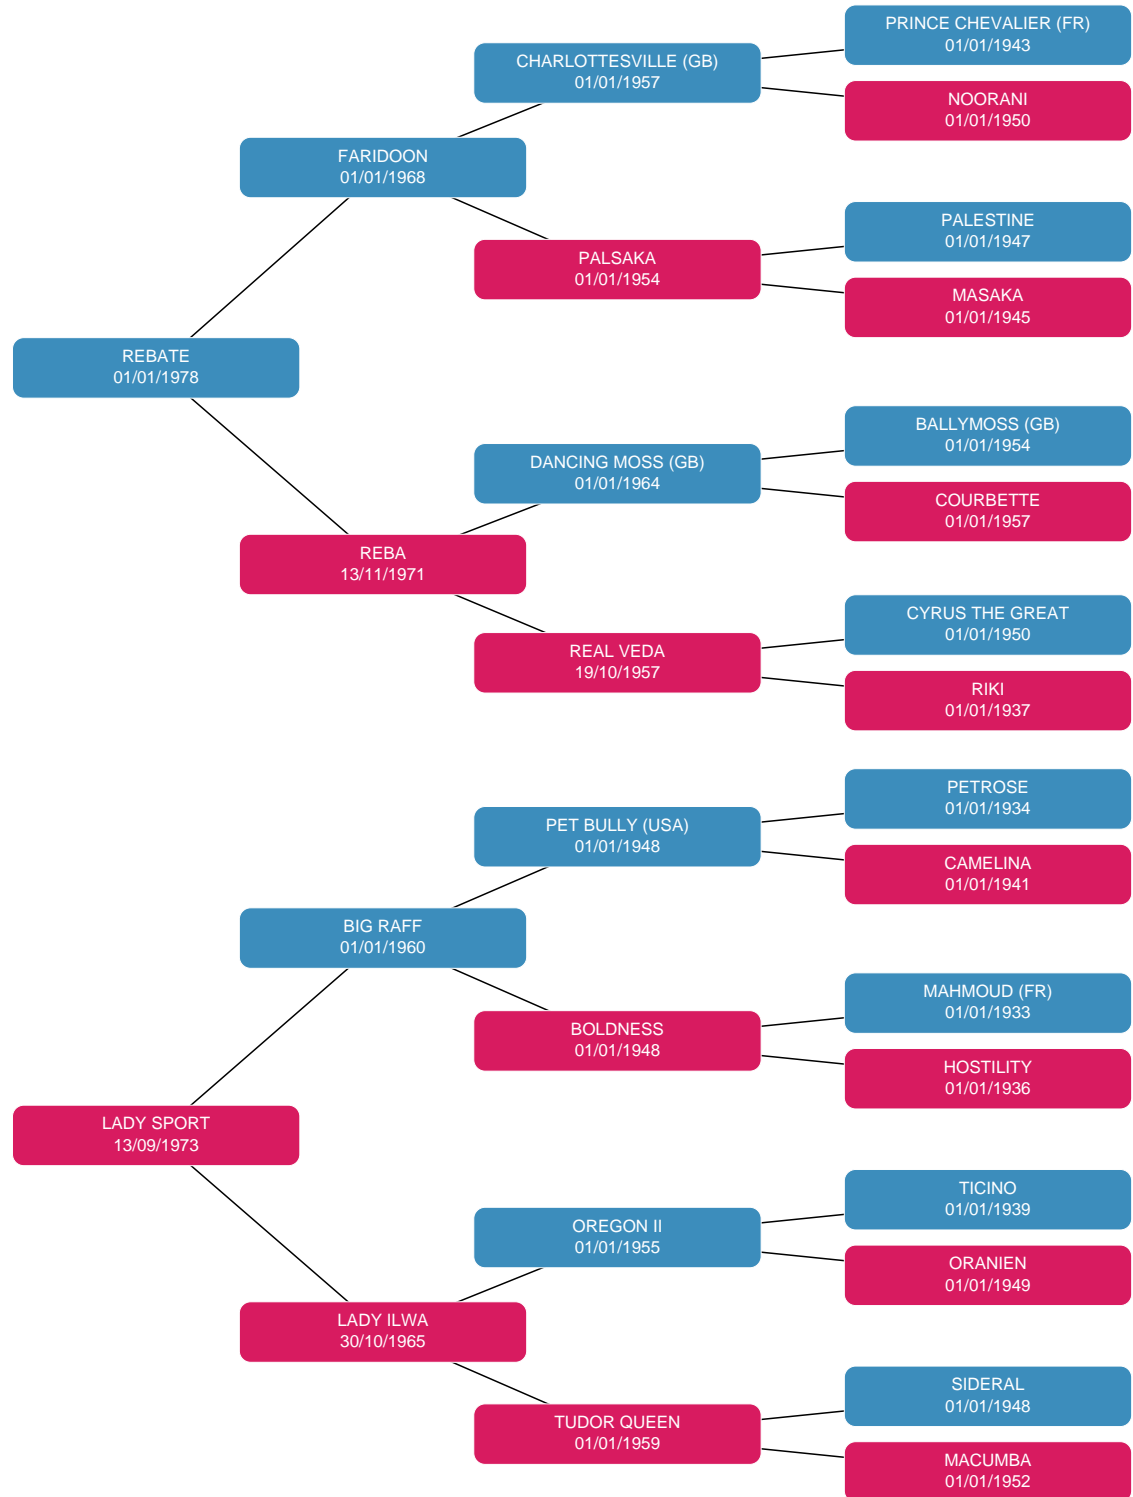 PRINCE CHEVALIER (FR)
01/01/1943
CHARLOTTESVILLE (GB)
01/01/1957
NOORANI
01/01/1950
FARIDOON
01/01/1968
PALESTINE
01/01/1947
PALSAKA
01/01/1954
MASAKA
01/01/1945
REBATE
01/01/1978
BALLYMOSS (GB)
01/01/1954
DANCING MOSS (GB)
01/01/1964
COURBETTE
01/01/1957
REBA
13/11/1971
CYRUS THE GREAT
01/01/1950
REAL VEDA
19/10/1957
RIKI
01/01/1937
PETROSE
01/01/1934
PET BULLY (USA)
01/01/1948
CAMELINA
01/01/1941
BIG RAFF
01/01/1960
MAHMOUD (FR)
01/01/1933
BOLDNESS
01/01/1948
HOSTILITY
01/01/1936
LADY SPORT
13/09/1973
TICINO
01/01/1939
OREGON II
01/01/1955
ORANIEN
01/01/1949
LADY ILWA
30/10/1965
SIDERAL
01/01/1948
TUDOR QUEEN
01/01/1959
MACUMBA
01/01/1952